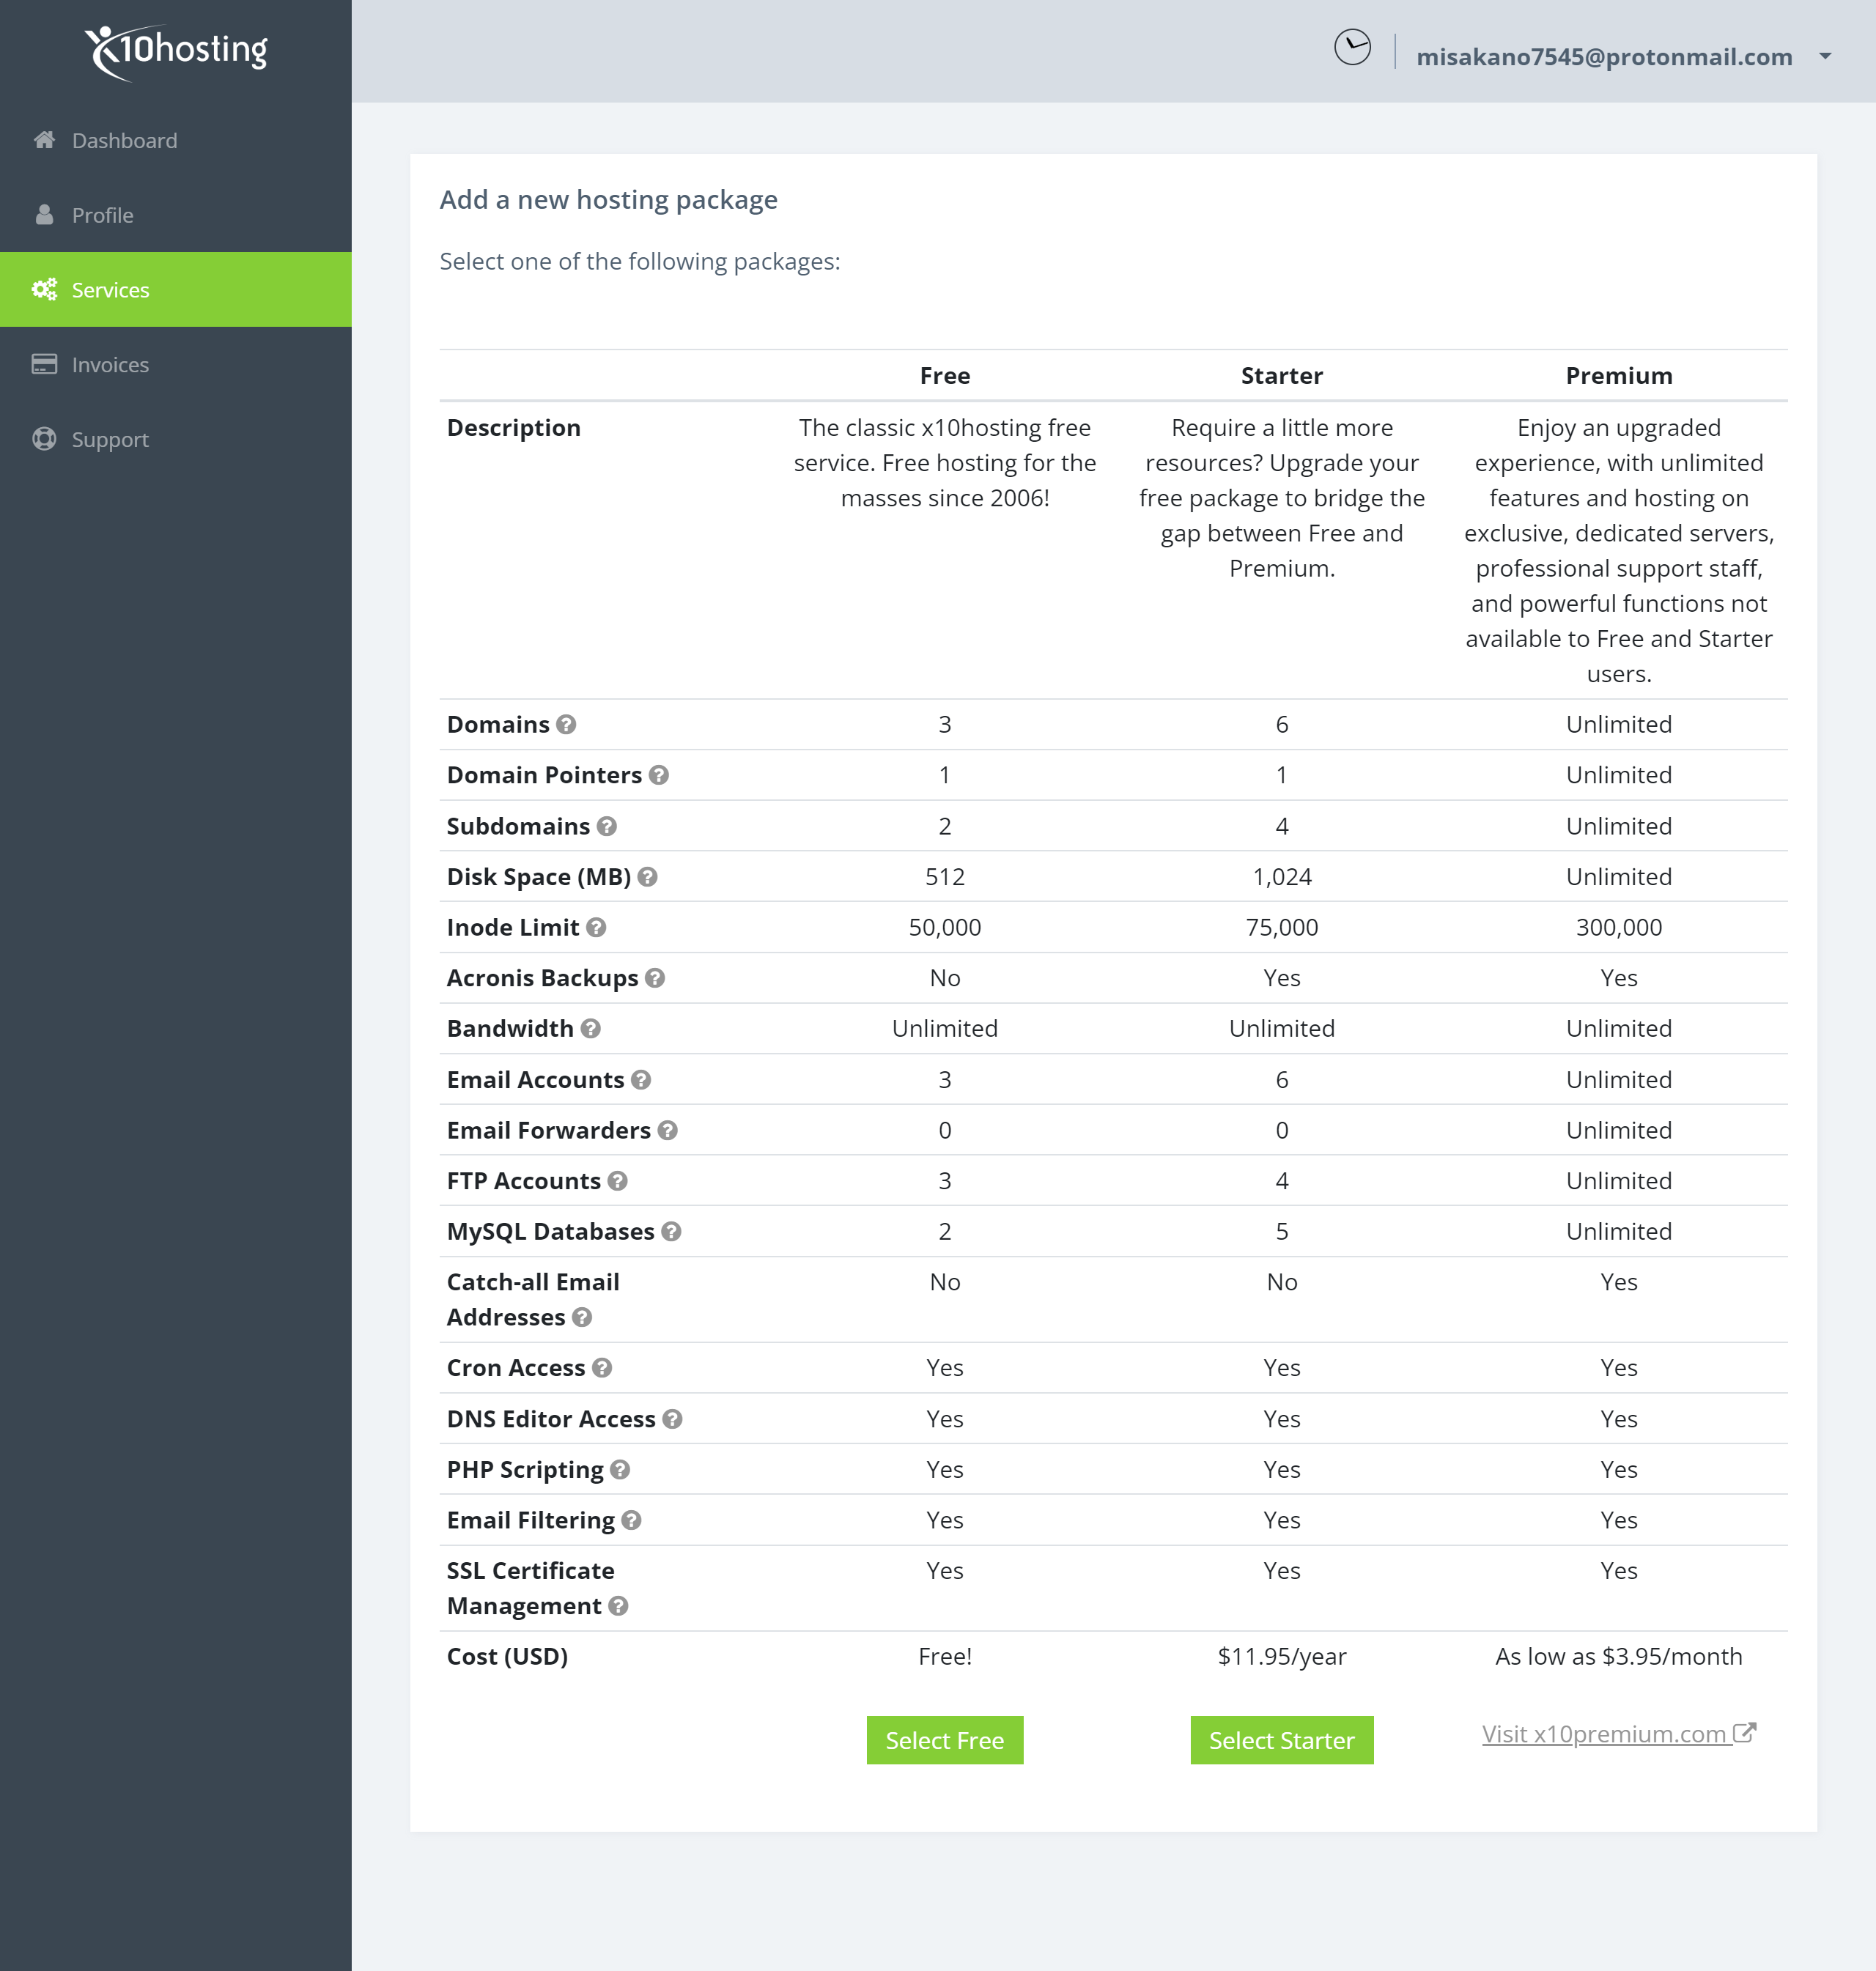 x10hosting
misakano7545@protonmail.com
Dashboard
Profile
Services
Invoices
Support
Add a new hosting package
Select one of the following packages:
Free Starter Premium
Description The classic x10hosting free Require a little more Enjoy an upgraded
service. Free hosting for the resources? Upgrade your experience, with unlimited
masses since 2006! free package to bridge the features and hosting on
gap between Free and exclusive, dedicated servers,
Premium. professional support staff,
and powerful functions not
available to Free and Starter
users.
Domains ? 3 6 Unlimited
Domain Pointers ? 1 1 Unlimited
Subdomains ? 2 4 Unlimited
Disk Space (MB) ? 512 1,024 Unlimited
Inode Limit ? 50,000 75,000 300,000
Acronis Backups ? No Yes Yes
Bandwidth ? Unlimited Unlimited Unlimited
Email Accounts ? 3 6 Unlimited
Email Forwarders ? 0 0 Unlimited
FTP Accounts ? 3 4 Unlimited
MySQL Databases ? 2 5 Unlimited
Catch-all Email No No Yes
Addresses ?
Cron Access ? Yes Yes Yes
DNS Editor Access ? Yes Yes Yes
PHP Scripting ? Yes Yes Yes
Email Filtering ? Yes Yes Yes
SSL Certificate Yes Yes Yes
Management ?
Cost (USD) Free! $11.95/year As low as $3.95/month
Select Free Select Starter Visit x10premium.com